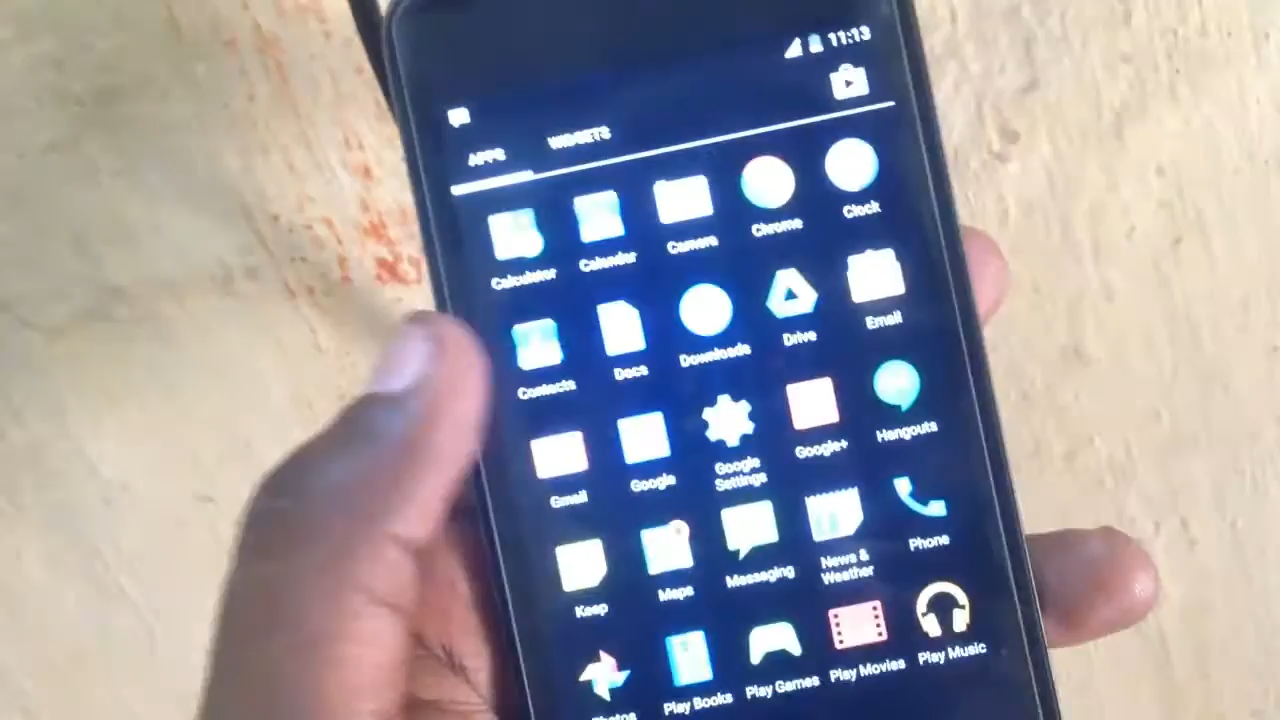 11:13
APPS WIDGETS
Calculator Calendar Camera Chrome Clock
Contacts Docs Downloads Drive Email
Gmail Google Google Settings Google+ Hangouts
Keep Maps Messaging News & Weather Phone
Photos Play Books Play Games Play Movies Play Music